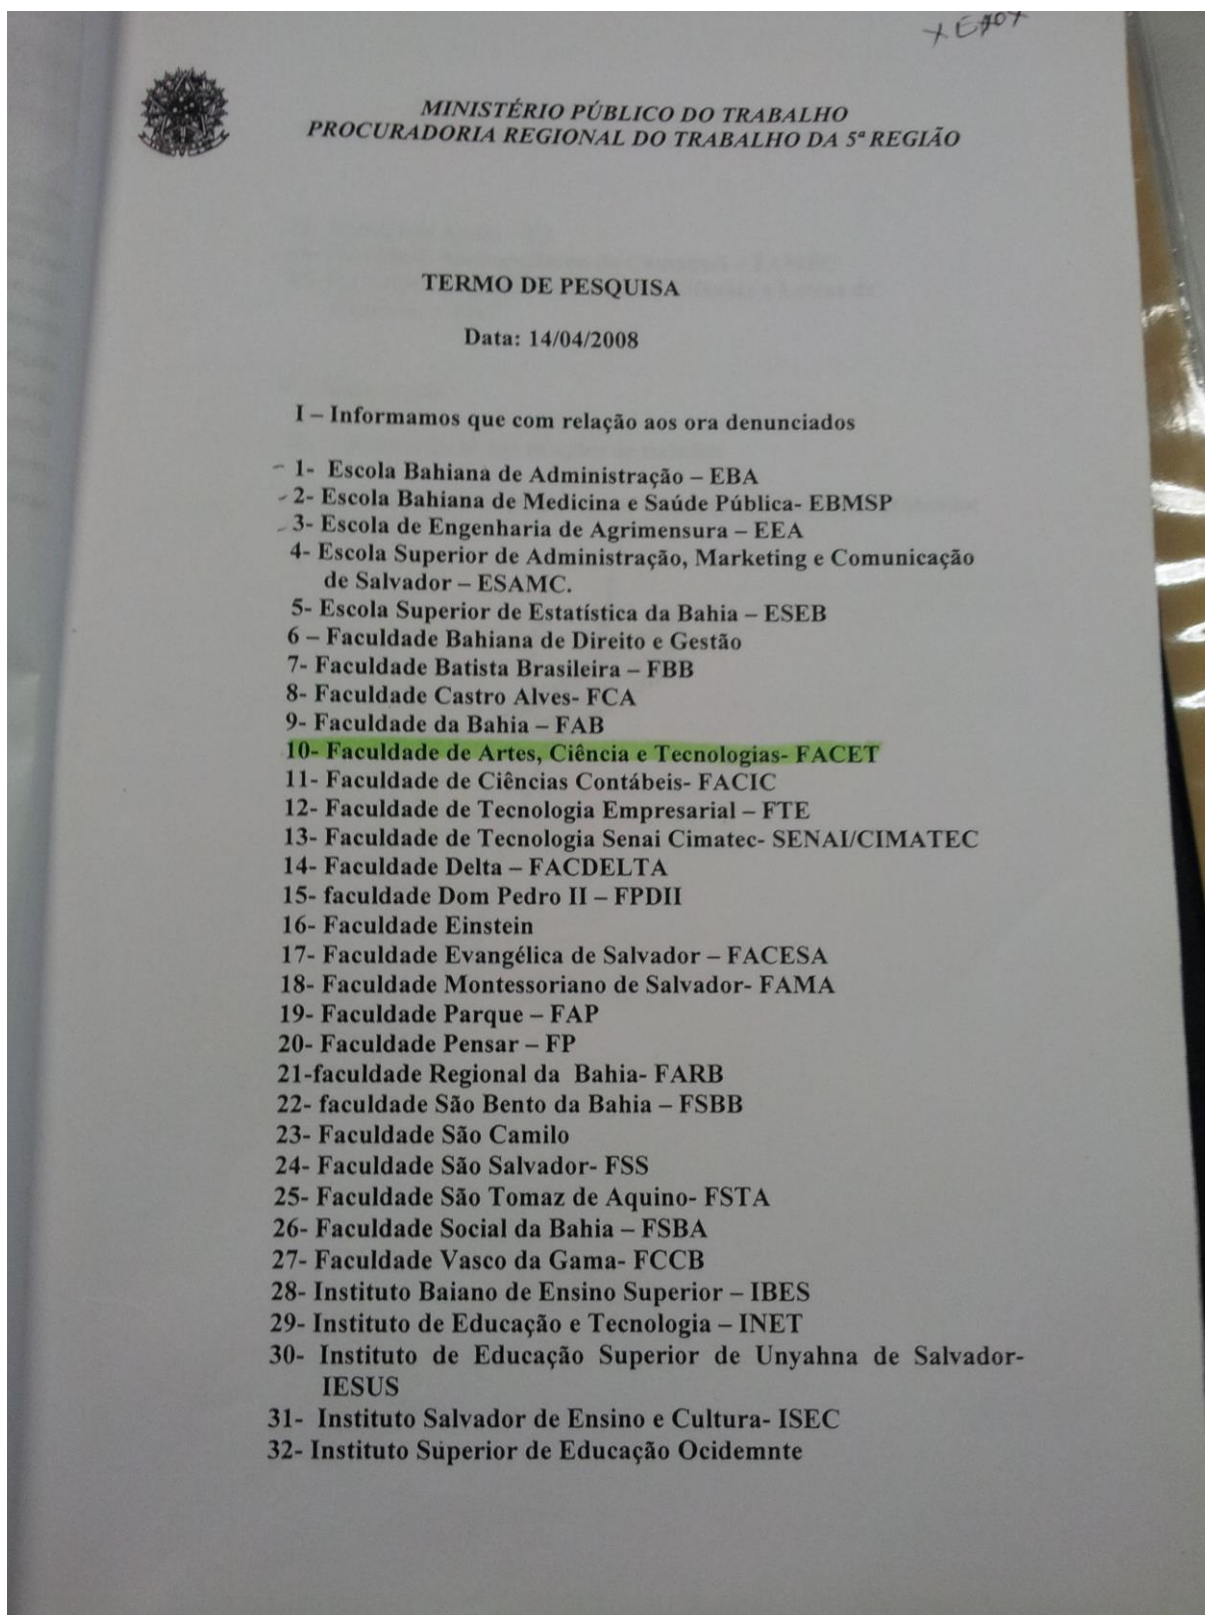 XEROX
MINISTÉRIO PÚBLICO DO TRABALHO
PROCURADORIA REGIONAL DO TRABALHO DA 5ª REGIÃO
TERMO DE PESQUISA
Data: 14/04/2008
I – Informamos que com relação aos ora denunciados
1- Escola Bahiana de Administração – EBA
2- Escola Bahiana de Medicina e Saúde Pública- EBMSP
3- Escola de Engenharia de Agrimensura – EEA
4- Escola Superior de Administração, Marketing e Comunicação
de Salvador – ESAMC.
5- Escola Superior de Estatística da Bahia – ESEB
6 – Faculdade Bahiana de Direito e Gestão
7- Faculdade Batista Brasileira – FBB
8- Faculdade Castro Alves- FCA
9- Faculdade da Bahia – FAB
10- Faculdade de Artes, Ciência e Tecnologias- FACET
11- Faculdade de Ciências Contábeis- FACIC
12- Faculdade de Tecnologia Empresarial – FTE
13- Faculdade de Tecnologia Senai Cimatec- SENAI/CIMATEC
14- Faculdade Delta – FACDELTA
15- faculdade Dom Pedro II – FPDII
16- Faculdade Einstein
17- Faculdade Evangélica de Salvador – FACESA
18- Faculdade Montessoriano de Salvador- FAMA
19- Faculdade Parque – FAP
20- Faculdade Pensar – FP
21-faculdade Regional da Bahia- FARB
22- faculdade São Bento da Bahia – FSBB
23- Faculdade São Camilo
24- Faculdade São Salvador- FSS
25- Faculdade São Tomaz de Aquino- FSTA
26- Faculdade Social da Bahia – FSBA
27- Faculdade Vasco da Gama- FCCB
28- Instituto Baiano de Ensino Superior – IBES
29- Instituto de Educação e Tecnologia – INET
30- Instituto de Educação Superior de Unyahna de Salvador-
IESUS
31- Instituto Salvador de Ensino e Cultura- ISEC
32- Instituto Superior de Educação Ocidemnte